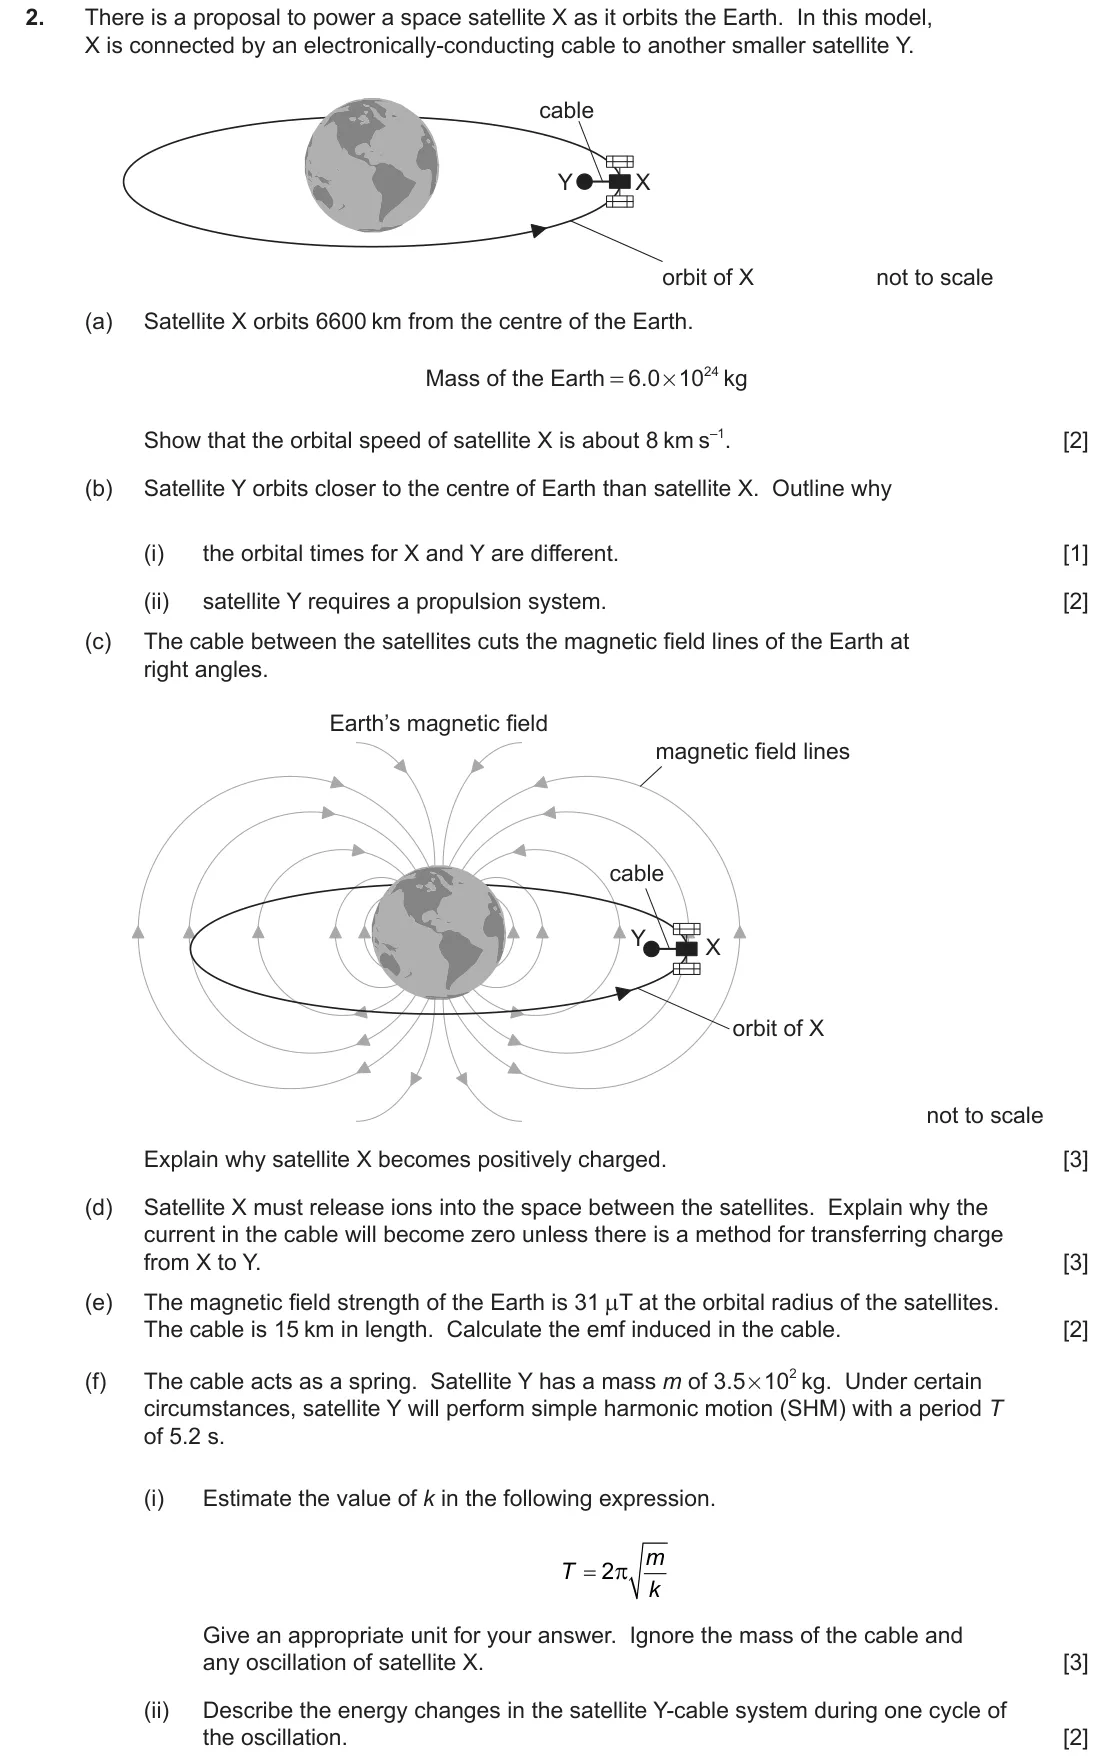 2. There is a proposal to power a space satellite X as it orbits the Earth. In this model,
X is connected by an electronically-conducting cable to another smaller satellite Y.
cable
Y X
orbit of X not to scale
(a) Satellite X orbits 6600 km from the centre of the Earth.
Mass of the Earth = 6.0×10²⁴ kg
Show that the orbital speed of satellite X is about 8 km s⁻¹. [2]
(b) Satellite Y orbits closer to the centre of Earth than satellite X. Outline why
(i) the orbital times for X and Y are different. [1]
(ii) satellite Y requires a propulsion system. [2]
(c) The cable between the satellites cuts the magnetic field lines of the Earth at
right angles.
Earth's magnetic field
magnetic field lines
cable
Y X
orbit of X
not to scale
Explain why satellite X becomes positively charged. [3]
(d) Satellite X must release ions into the space between the satellites. Explain why the
current in the cable will become zero unless there is a method for transferring charge
from X to Y. [3]
(e) The magnetic field strength of the Earth is 31 μT at the orbital radius of the satellites.
The cable is 15 km in length. Calculate the emf induced in the cable. [2]
(f) The cable acts as a spring. Satellite Y has a mass m of 3.5×10² kg. Under certain
circumstances, satellite Y will perform simple harmonic motion (SHM) with a period T
of 5.2 s.
(i) Estimate the value of k in the following expression.
T = 2π√(m/k)
Give an appropriate unit for your answer. Ignore the mass of the cable and
any oscillation of satellite X. [3]
(ii) Describe the energy changes in the satellite Y-cable system during one cycle of
the oscillation. [2]